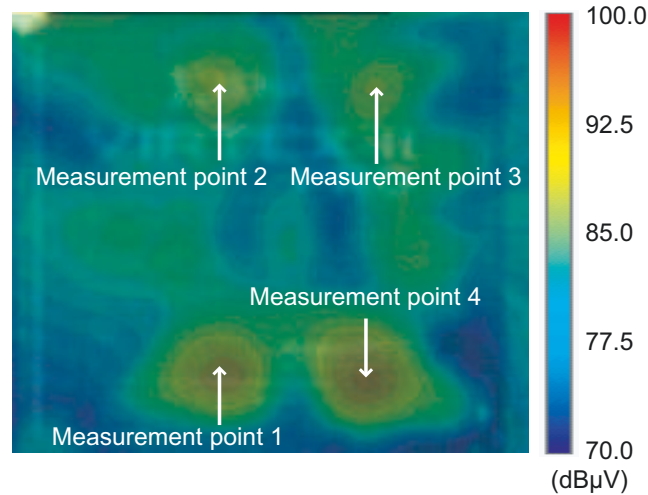 100.0
92.5
Measurement point 2
Measurement point 3
85.0
Measurement point 4
77.5
Measurement point 1
70.0
(dBμV)